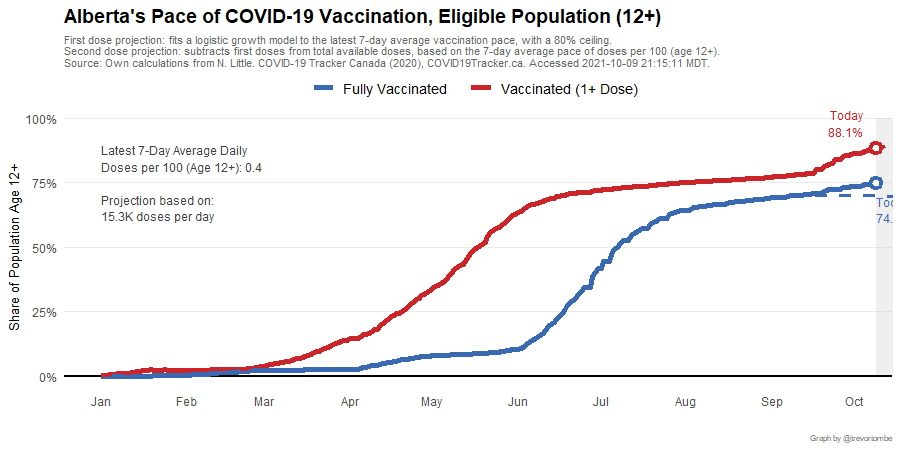 Alberta's Pace of COVID-19 Vaccination, Eligible Population (12+)
First dose projection: fits a logistic growth model to the latest 7-day average vaccination pace, with a 80% ceiling.
Second dose projection: subtracts first doses from total available doses, based on the 7-day average pace of doses per 100 (age 12+).
Source: Own calculations from N. Little. COVID-19 Tracker Canada (2020), COVID19Tracker.ca. Accessed 2021-10-09 21:15:11 MDT.
Fully Vaccinated
Vaccinated (1+ Dose)
Today
88.1%
100%
Latest 7-Day Average Daily
Doses per 100 (Age 12+): 0.4
75%
Projection based on:
15.3K doses per day
74.
50%
25%
0%
Share of Population Age 12+
Jan
Feb
Mar
Apr
May
Jun
Jul
Aug
Sep
Oct
Graph by @trevortombe